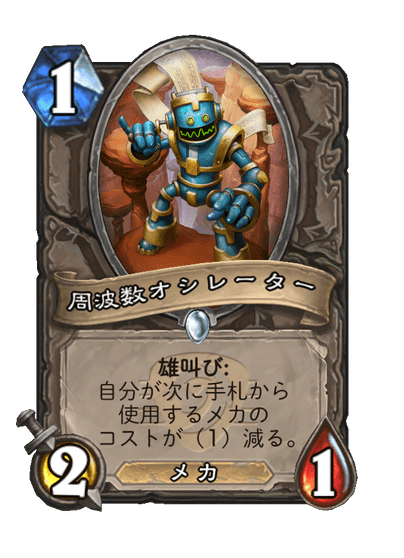 1
周波数オシレーター
雄叫び:
自分が次に手札から
使用するメカの
コストが（1）減る。
2
メカ
1